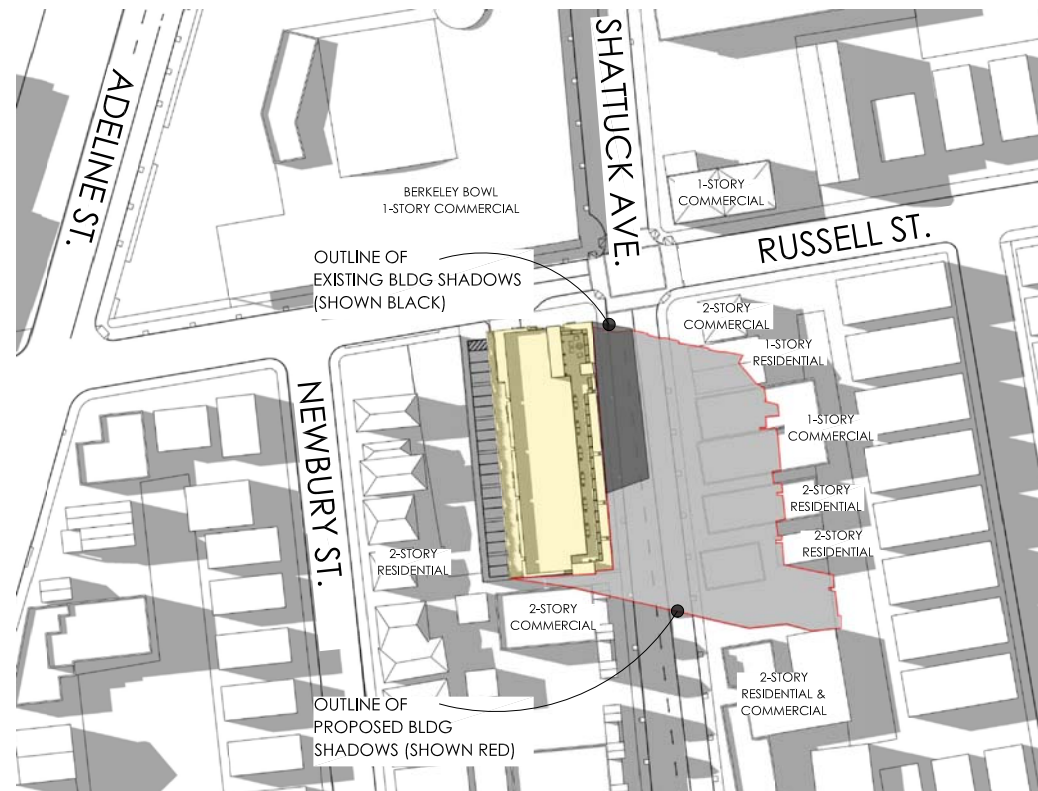 ADELINE ST.
SHATTUCK AVE.
BERKELEY BOWL
1-STORY COMMERCIAL
1-STORY
COMMERCIAL
RUSSELL ST.
OUTLINE OF
EXISTING BLDG SHADOWS
(SHOWN BLACK)
2-STORY
COMMERCIAL
1-STORY
RESIDENTIAL
NEWBURY ST.
1-STORY
COMMERCIAL
2-STORY
RESIDENTIAL
2-STORY
RESIDENTIAL
2-STORY
RESIDENTIAL
2-STORY
COMMERCIAL
2-STORY
RESIDENTIAL &
COMMERCIAL
OUTLINE OF
PROPOSED BLDG
SHADOWS (SHOWN RED)